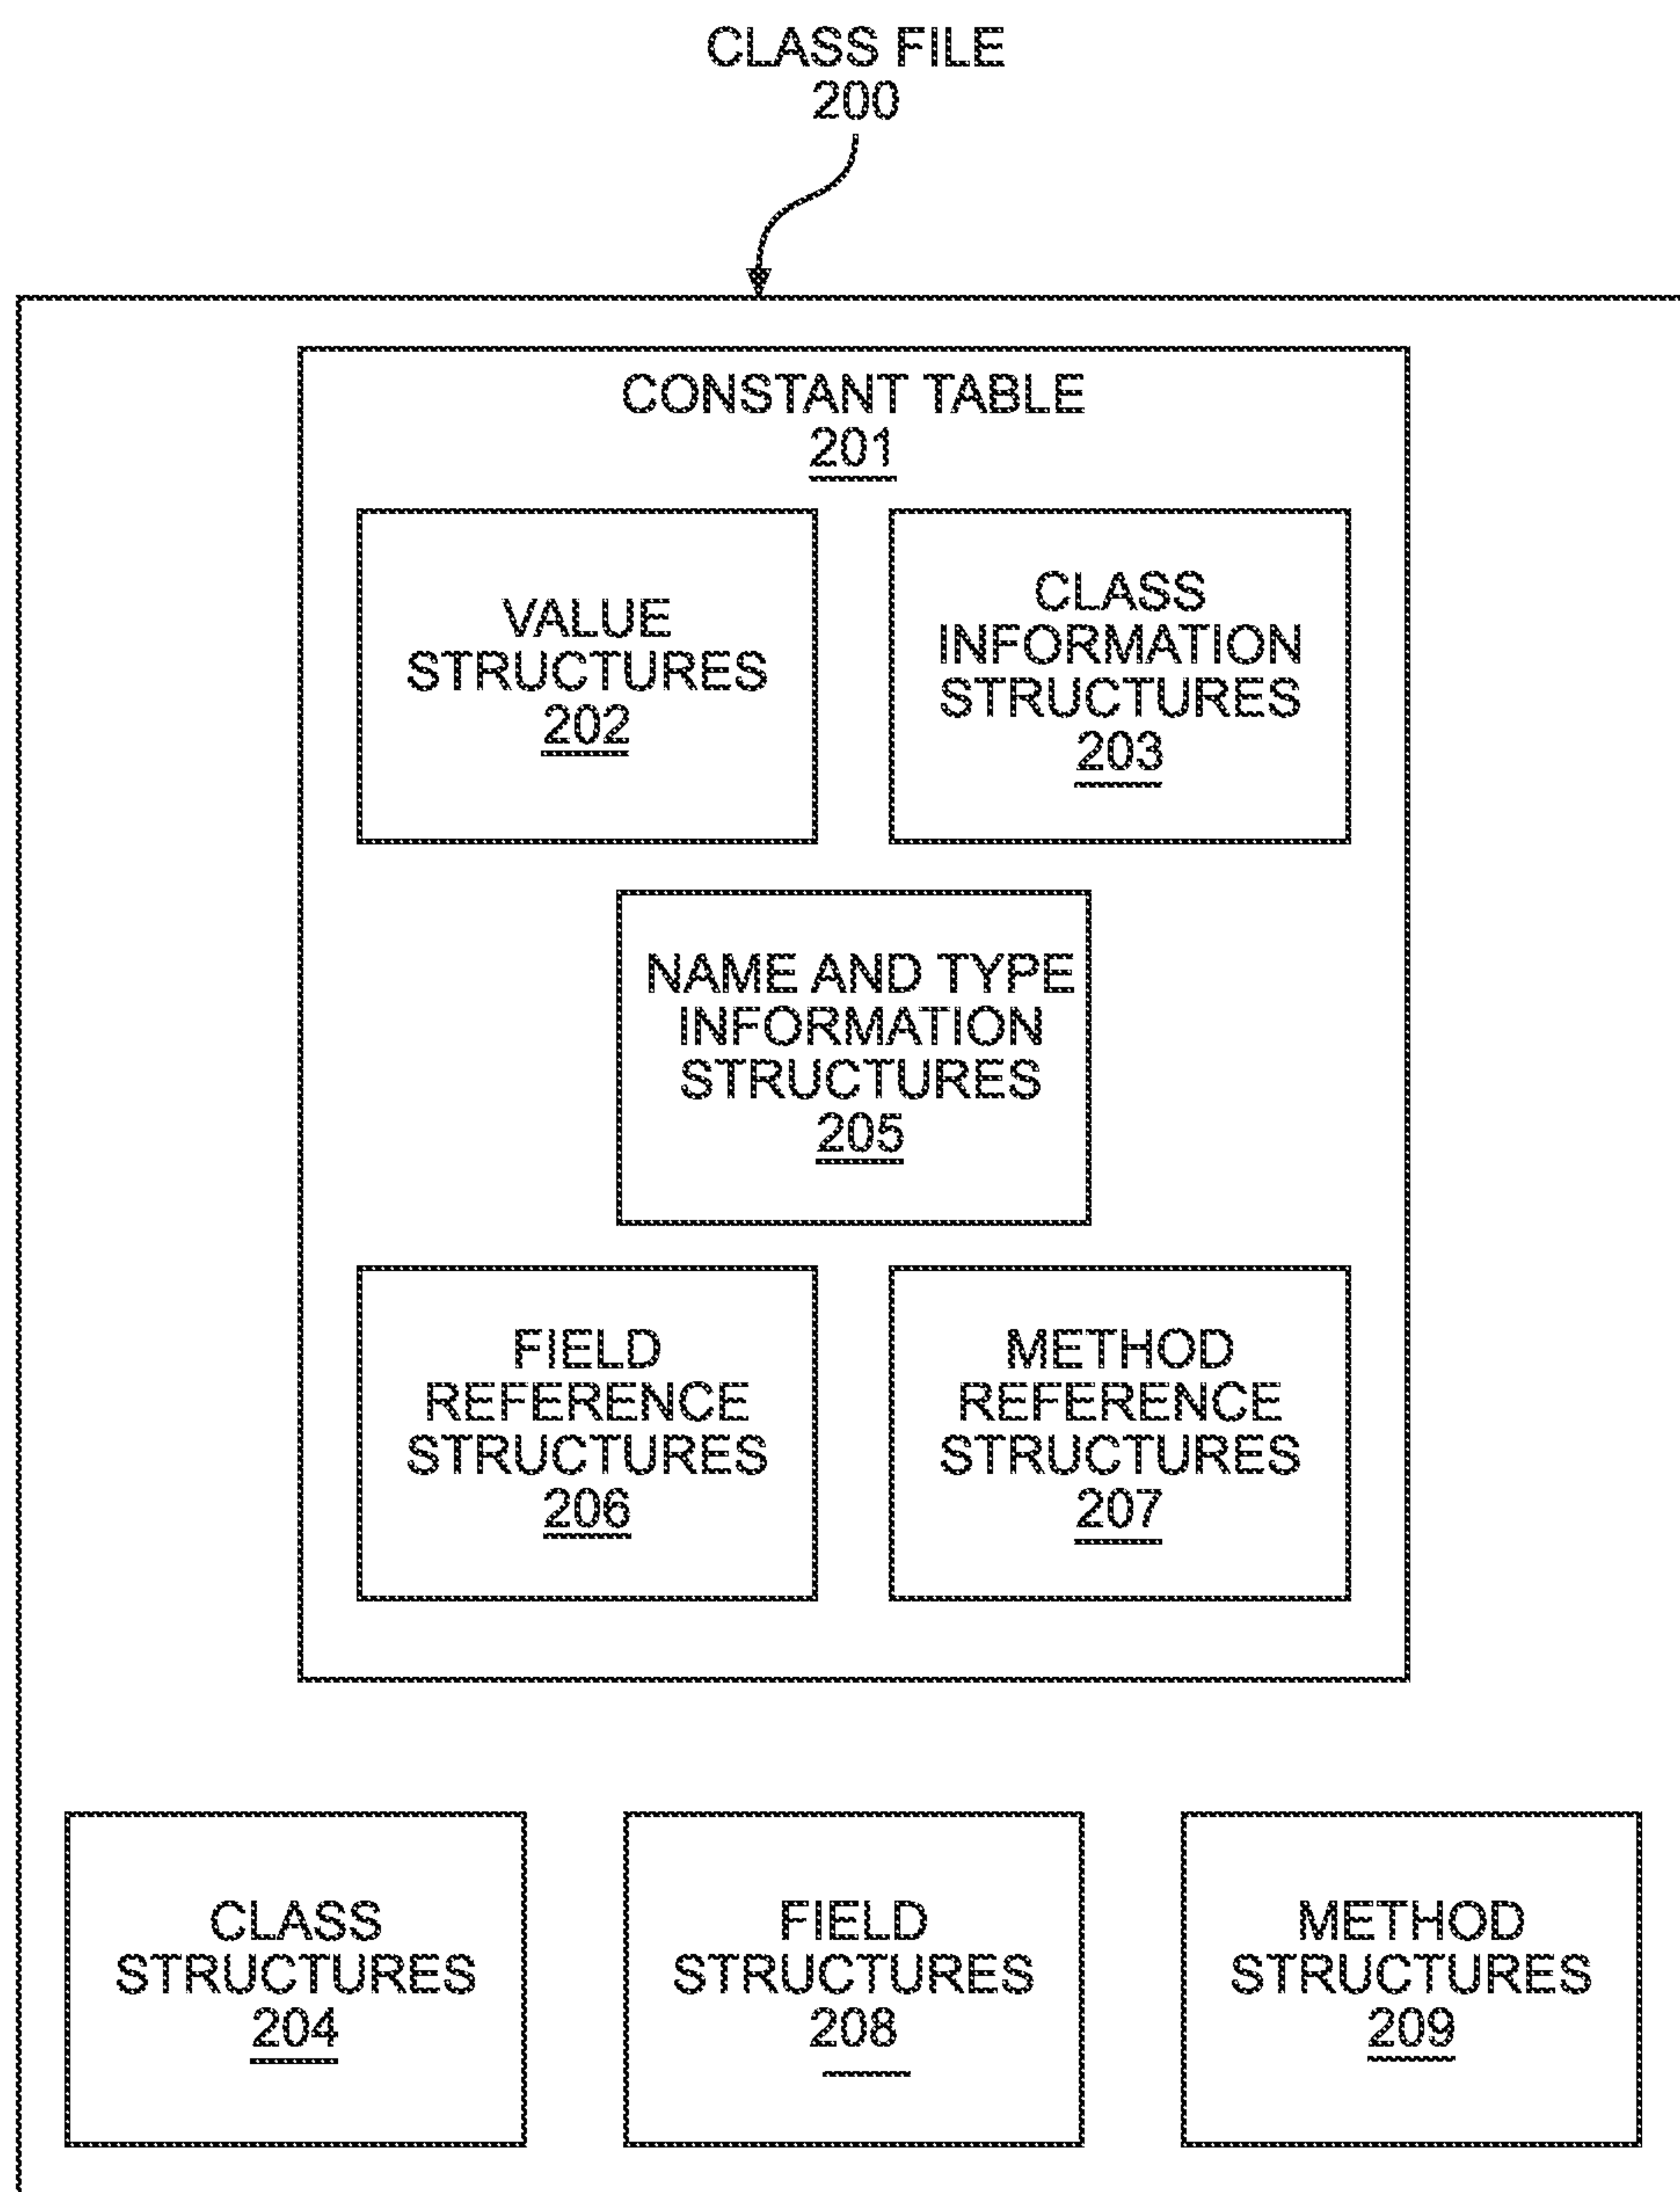 CLASS FILE
200
CONSTANT TABLE
201
VALUE
STRUCTURES
202
CLASS
INFORMATION
STRUCTURES
203
NAME AND TYPE
INFORMATION
STRUCTURES
205
FIELD
REFERENCE
STRUCTURES
206
METHOD
REFERENCE
STRUCTURES
207
CLASS
STRUCTURES
204
FIELD
STRUCTURES
208
METHOD
STRUCTURES
209